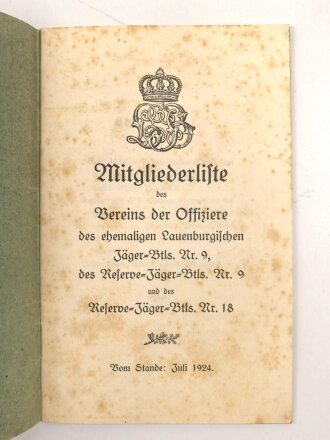 Mitgliederliſte
des
Vereins der Offiziere
des ehemaligen Lauenburgiſchen
Jäger-Btls. Nr. 9,
des Reſerve-Jäger-Btls. Nr. 9
und des
Reſerve-Jäger-Btls. Nr. 18
Vom Stande: Juli 1924.